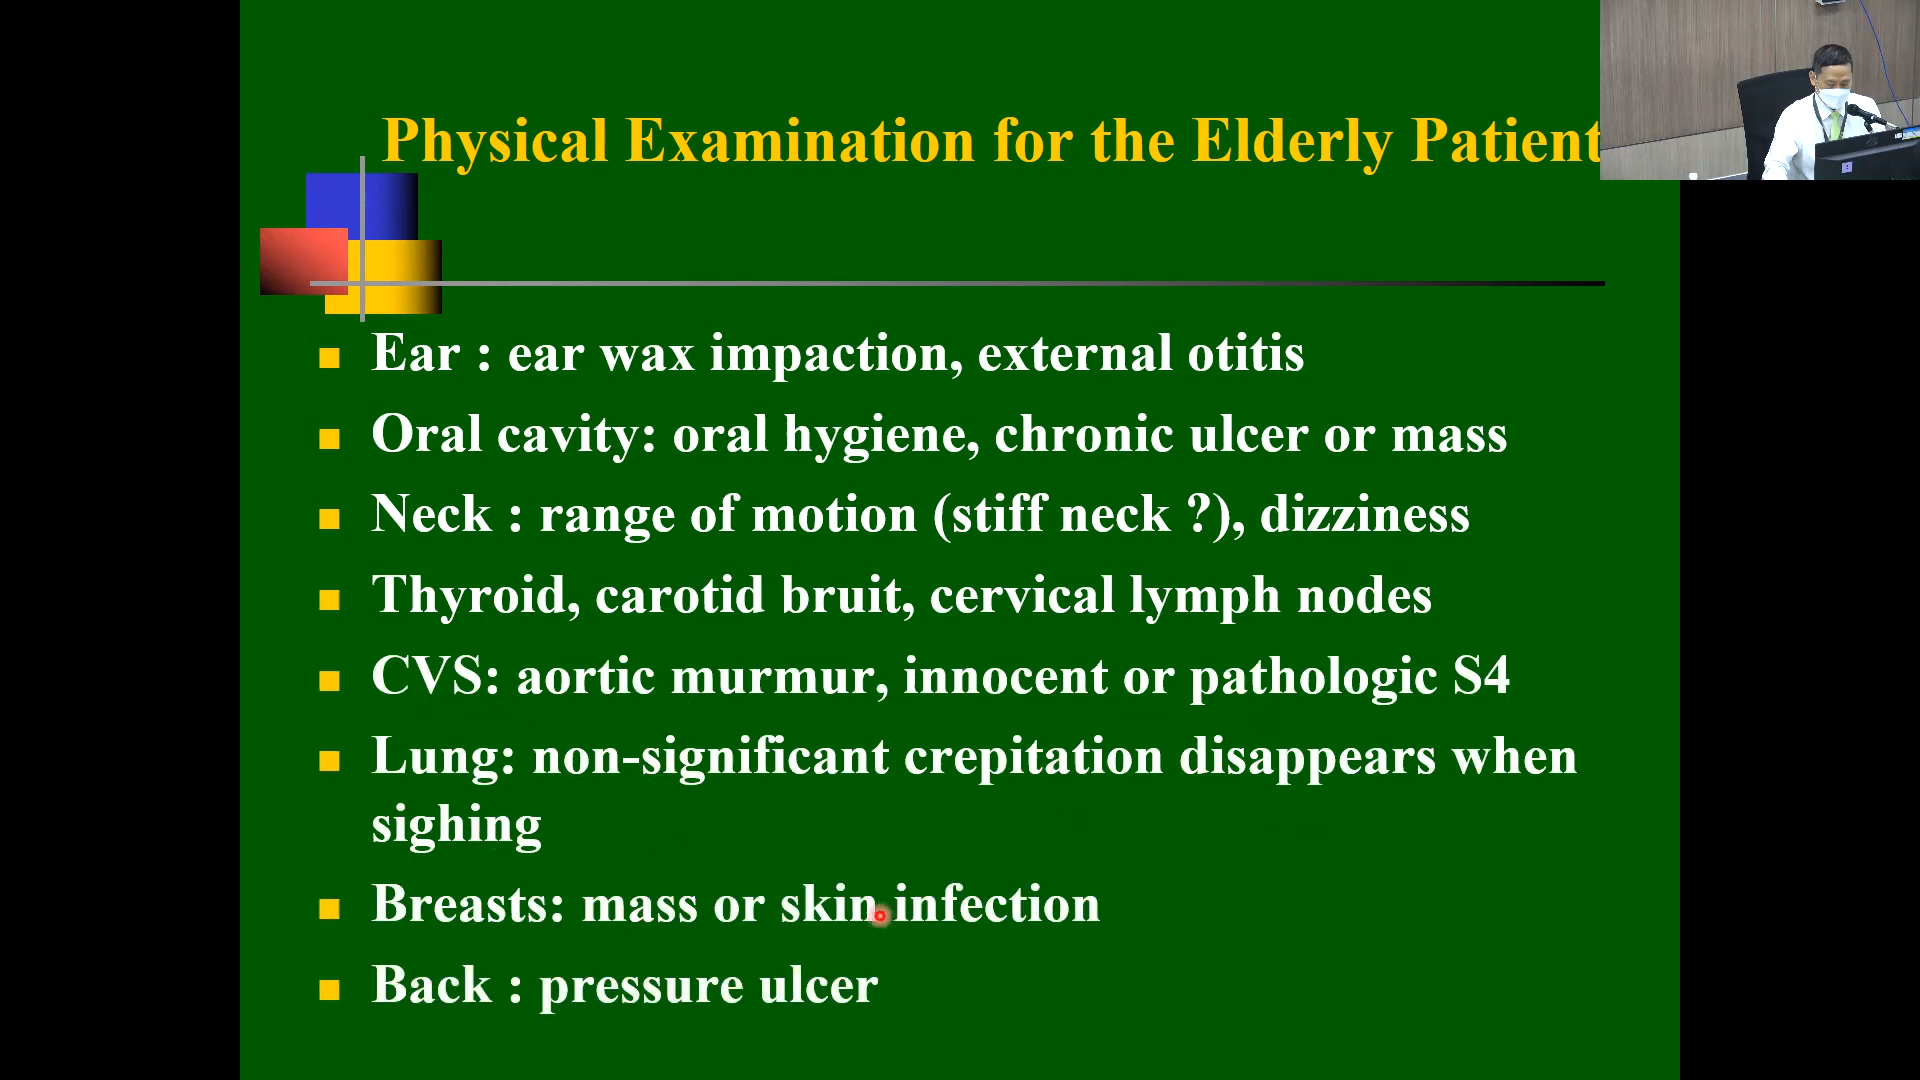 Physical Examination for the Elderly Patient
Ear : ear wax impaction, external otitis
Oral cavity: oral hygiene, chronic ulcer or mass
Neck : range of motion (stiff neck ?), dizziness
Thyroid, carotid bruit, cervical lymph nodes
CVS: aortic murmur, innocent or pathologic S4
Lung: non-significant crepitation disappears when
sighing
Breasts: mass or skin infection
Back : pressure ulcer